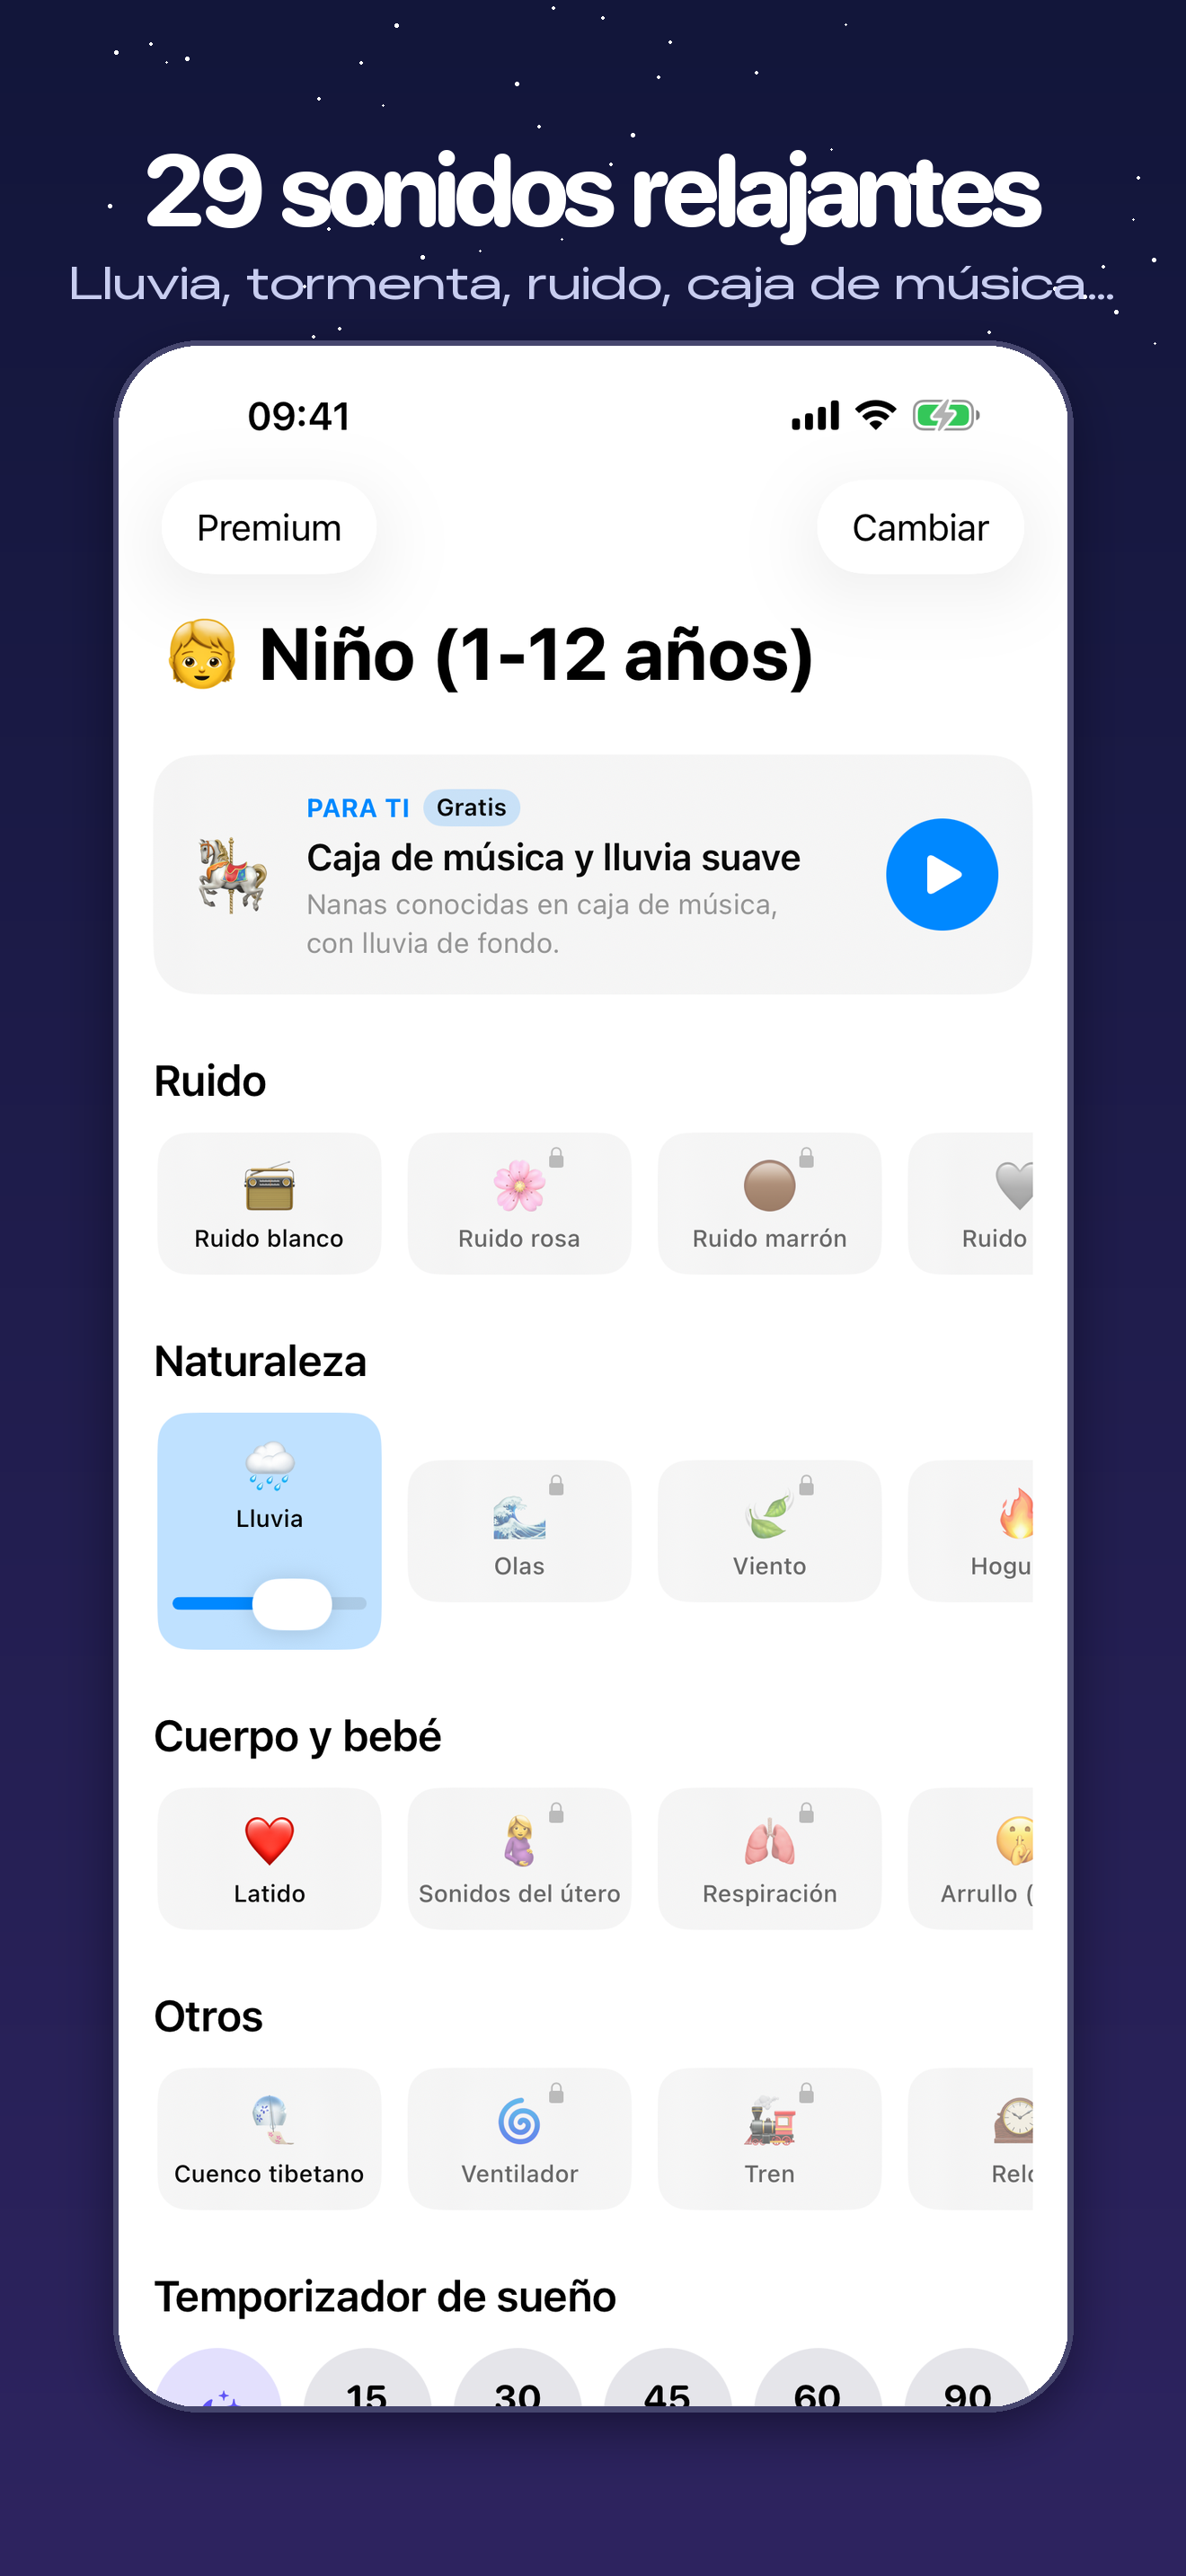 29 sonidos relajantes
Lluvia, tormenta, ruido, caja de música...
09:41
Premium
Cambiar
Niño (1-12 años)
PARA TI Gratis
Caja de música y lluvia suave
Nanas conocidas en caja de música,
con lluvia de fondo.
Ruido
Ruido blanco
Ruido rosa
Ruido marrón
Ruido
Naturaleza
Lluvia
Olas
Viento
Hogu
Cuerpo y bebé
Latido
Sonidos del útero
Respiración
Arrullo (
Otros
Cuenco tibetano
Ventilador
Tren
Relo
Temporizador de sueño
15 30 45 60 90